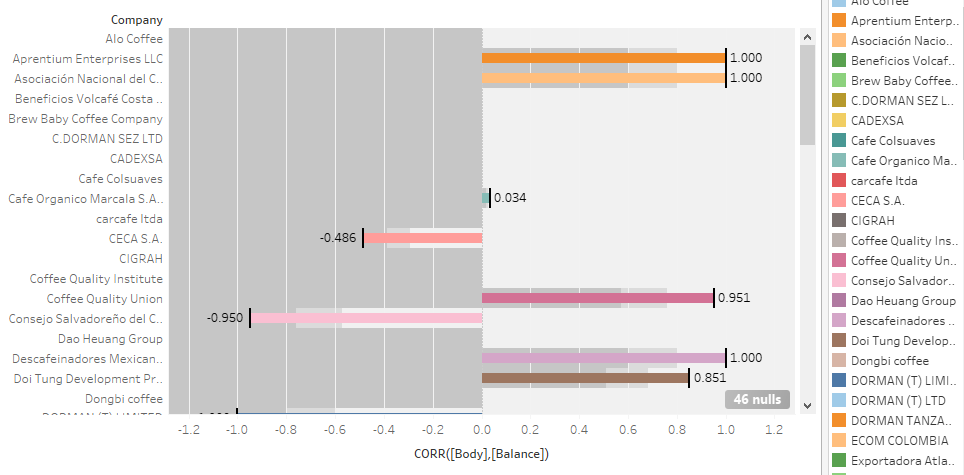 Company
Alo Coffee
Aprentium Enterprises LLC
1.000
Asociación Nacional del C..
1.000
Beneficios Volcafé Costa ..
Brew Baby Coffee Company
C.DORMAN SEZ LTD
CADEXSA
Cafe Colsuaves
Cafe Organico Marcala S.A..
0.034
carcafe ltda
CECA S.A.
-0.486
CIGRAH
Coffee Quality Institute
Coffee Quality Union
0.951
Consejo Salvadoreño del C..
-0.950
Dao Heuang Group
Descafeinadores Mexican..
1.000
Doi Tung Development Pr..
0.851
Dongbi coffee
46 nulls
DORMAN (T) LIMITED
-1.2 -1.0 -0.8 -0.6 -0.4 -0.2 0.0 0.2 0.4 0.6 0.8 1.0 1.2
CORR([Body],[Balance])
Alo Coffee
Aprentium Enterp..
Asociación Nacio..
Beneficios Volcaf..
Brew Baby Coffee..
C.DORMAN SEZ L..
CADEXSA
Cafe Colsuaves
Cafe Organico Ma..
carcafe ltda
CECA S.A.
CIGRAH
Coffee Quality Ins..
Coffee Quality Un..
Consejo Salvador..
Dao Heuang Group
Descafeinadores ..
Doi Tung Develop..
Dongbi coffee
DORMAN (T) LIMI..
DORMAN (T) LTD
DORMAN TANZA..
ECOM COLOMBIA
Exportadora Atla..